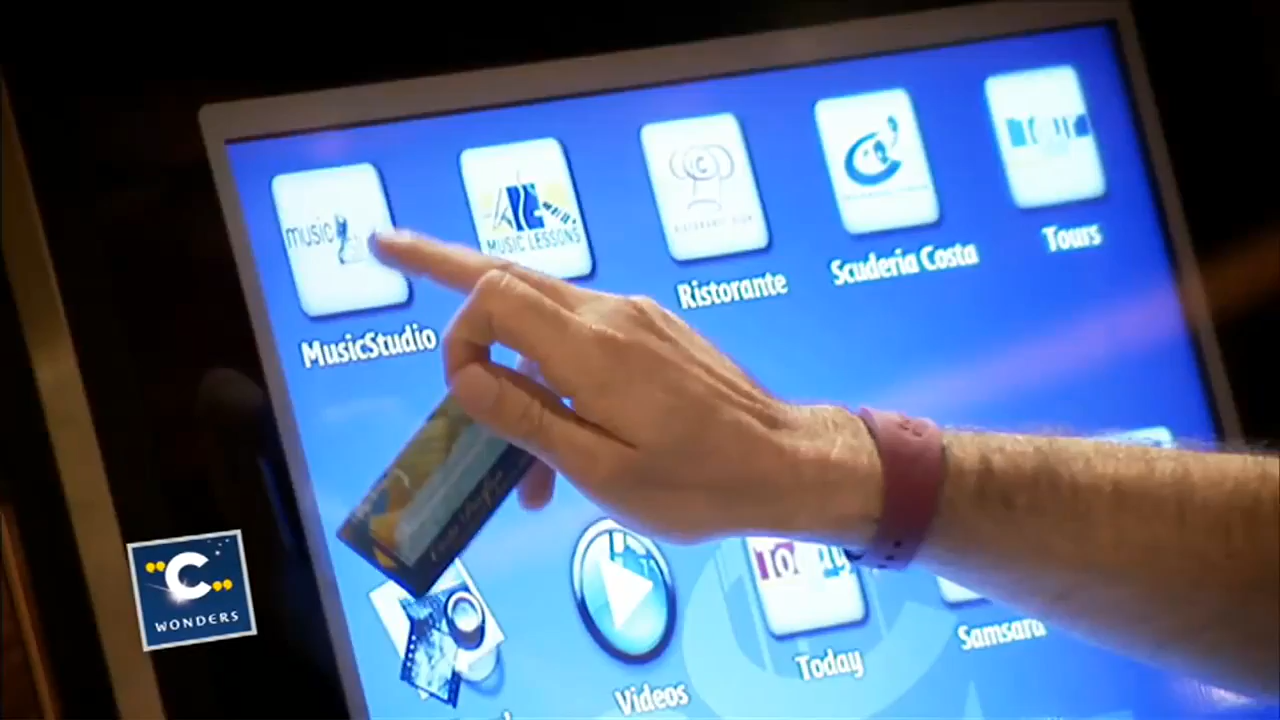 music
MusicStudio
MUSIC LESSONS
C
Ristorante
Scuderia Costa
Tours
Videos
Today
Samsara
C
WONDERS